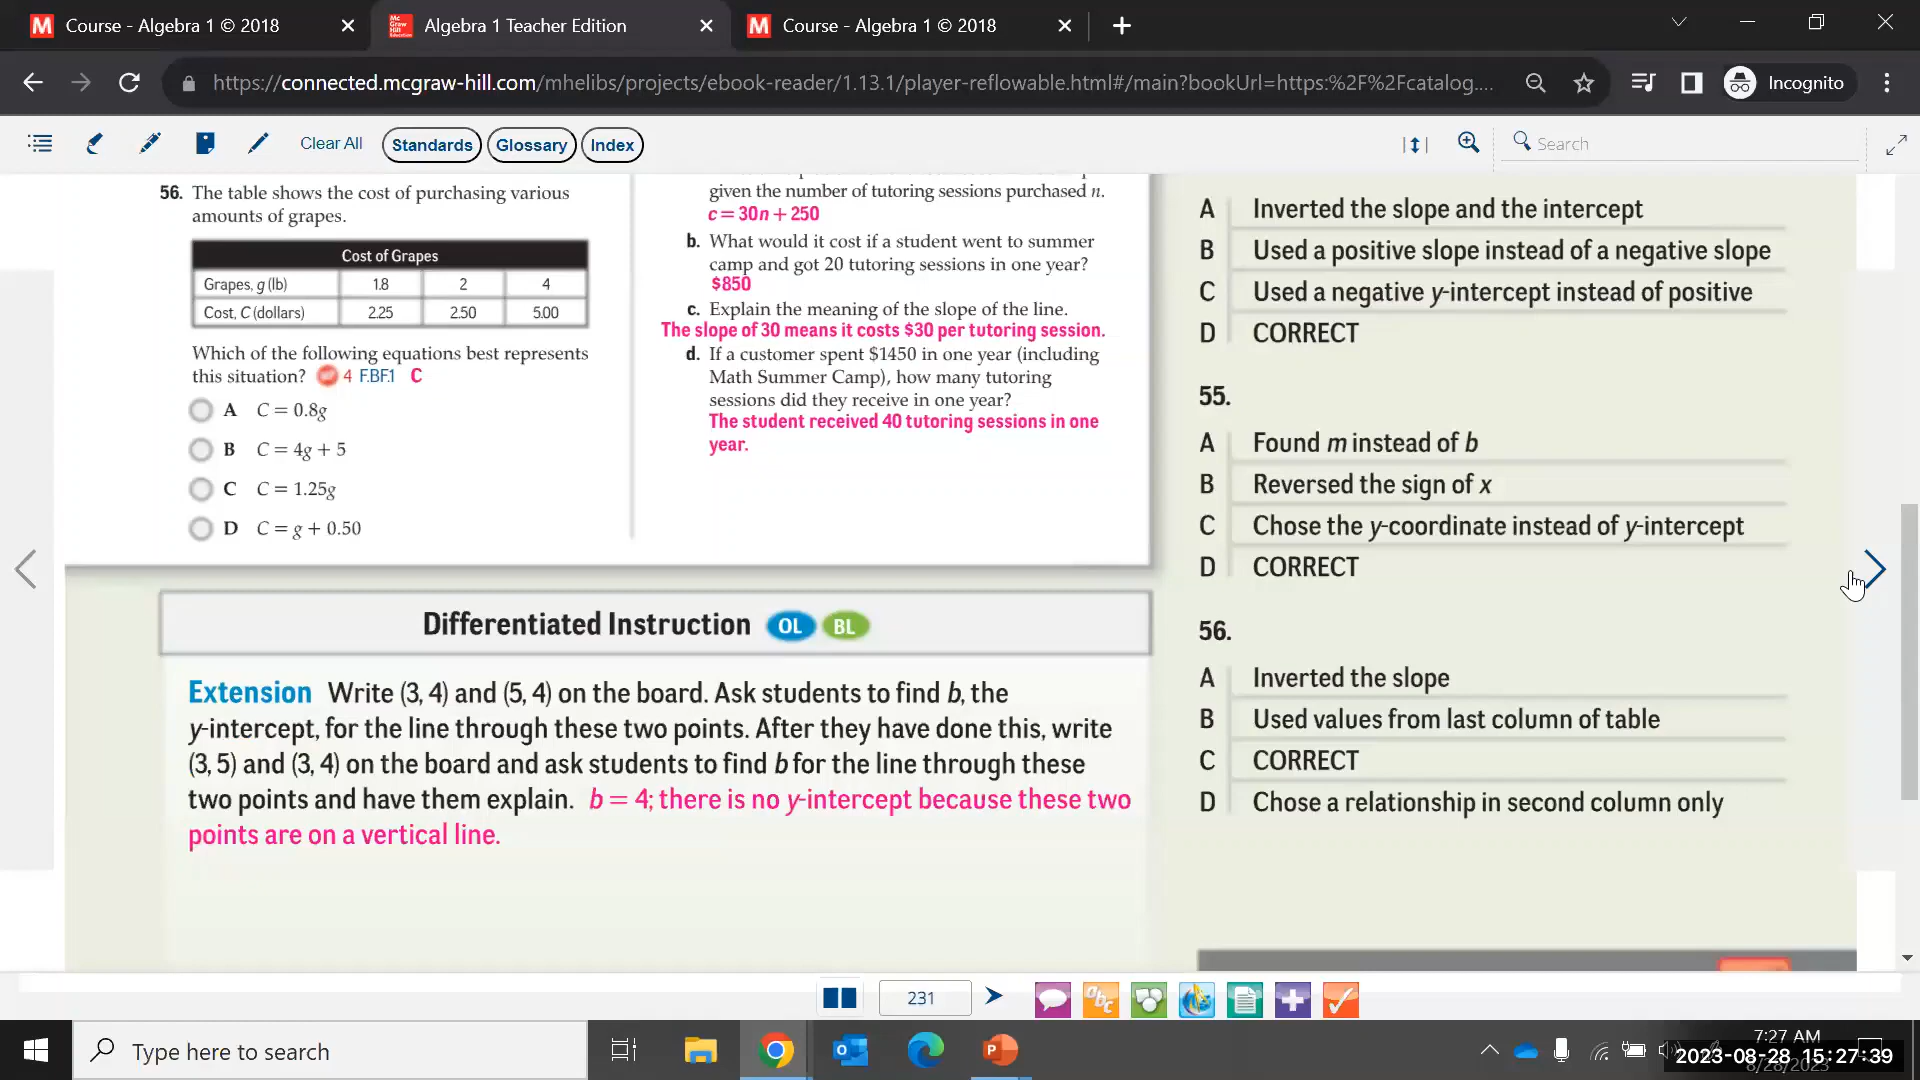 Course - Algebra 1 © 2018
Algebra 1 Teacher Edition
Course - Algebra 1 © 2018
https://connected.mcgraw-hill.com/mhelibs/projects/ebook-reader/1.13.1/player-reflowable.html#/main?bookUrl=https:%2F%2Fcatalog....
Incognito
Clear All
Standards
Glossary
Index
Search
56. The table shows the cost of purchasing various
amounts of grapes.
Cost of Grapes
Grapes, g (lb) 1.8 2 4
Cost, C (dollars) 2.25 2.50 5.00
Which of the following equations best represents
this situation? 4 F.BF.1 C
A C = 0.8g
B C = 4g + 5
C C = 1.25g
D C = g + 0.50
given the number of tutoring sessions purchased n.
c = 30n + 250
b. What would it cost if a student went to summer
camp and got 20 tutoring sessions in one year?
$850
c. Explain the meaning of the slope of the line.
The slope of 30 means it costs $30 per tutoring session.
d. If a customer spent $1450 in one year (including
Math Summer Camp), how many tutoring
sessions did they receive in one year?
The student received 40 tutoring sessions in one
year.
Differentiated Instruction OL BL
Extension Write (3, 4) and (5, 4) on the board. Ask students to find b, the
y-intercept, for the line through these two points. After they have done this, write
(3, 5) and (3, 4) on the board and ask students to find b for the line through these
two points and have them explain. b = 4; there is no y-intercept because these two
points are on a vertical line.
A Inverted the slope and the intercept
B Used a positive slope instead of a negative slope
C Used a negative y-intercept instead of positive
D CORRECT
55.
A Found m instead of b
B Reversed the sign of x
C Chose the y-coordinate instead of y-intercept
D CORRECT
56.
A Inverted the slope
B Used values from last column of table
C CORRECT
D Chose a relationship in second column only
231
abc
Type here to search
7:27 AM
2023-08-28 15:27:39
8/28/2023